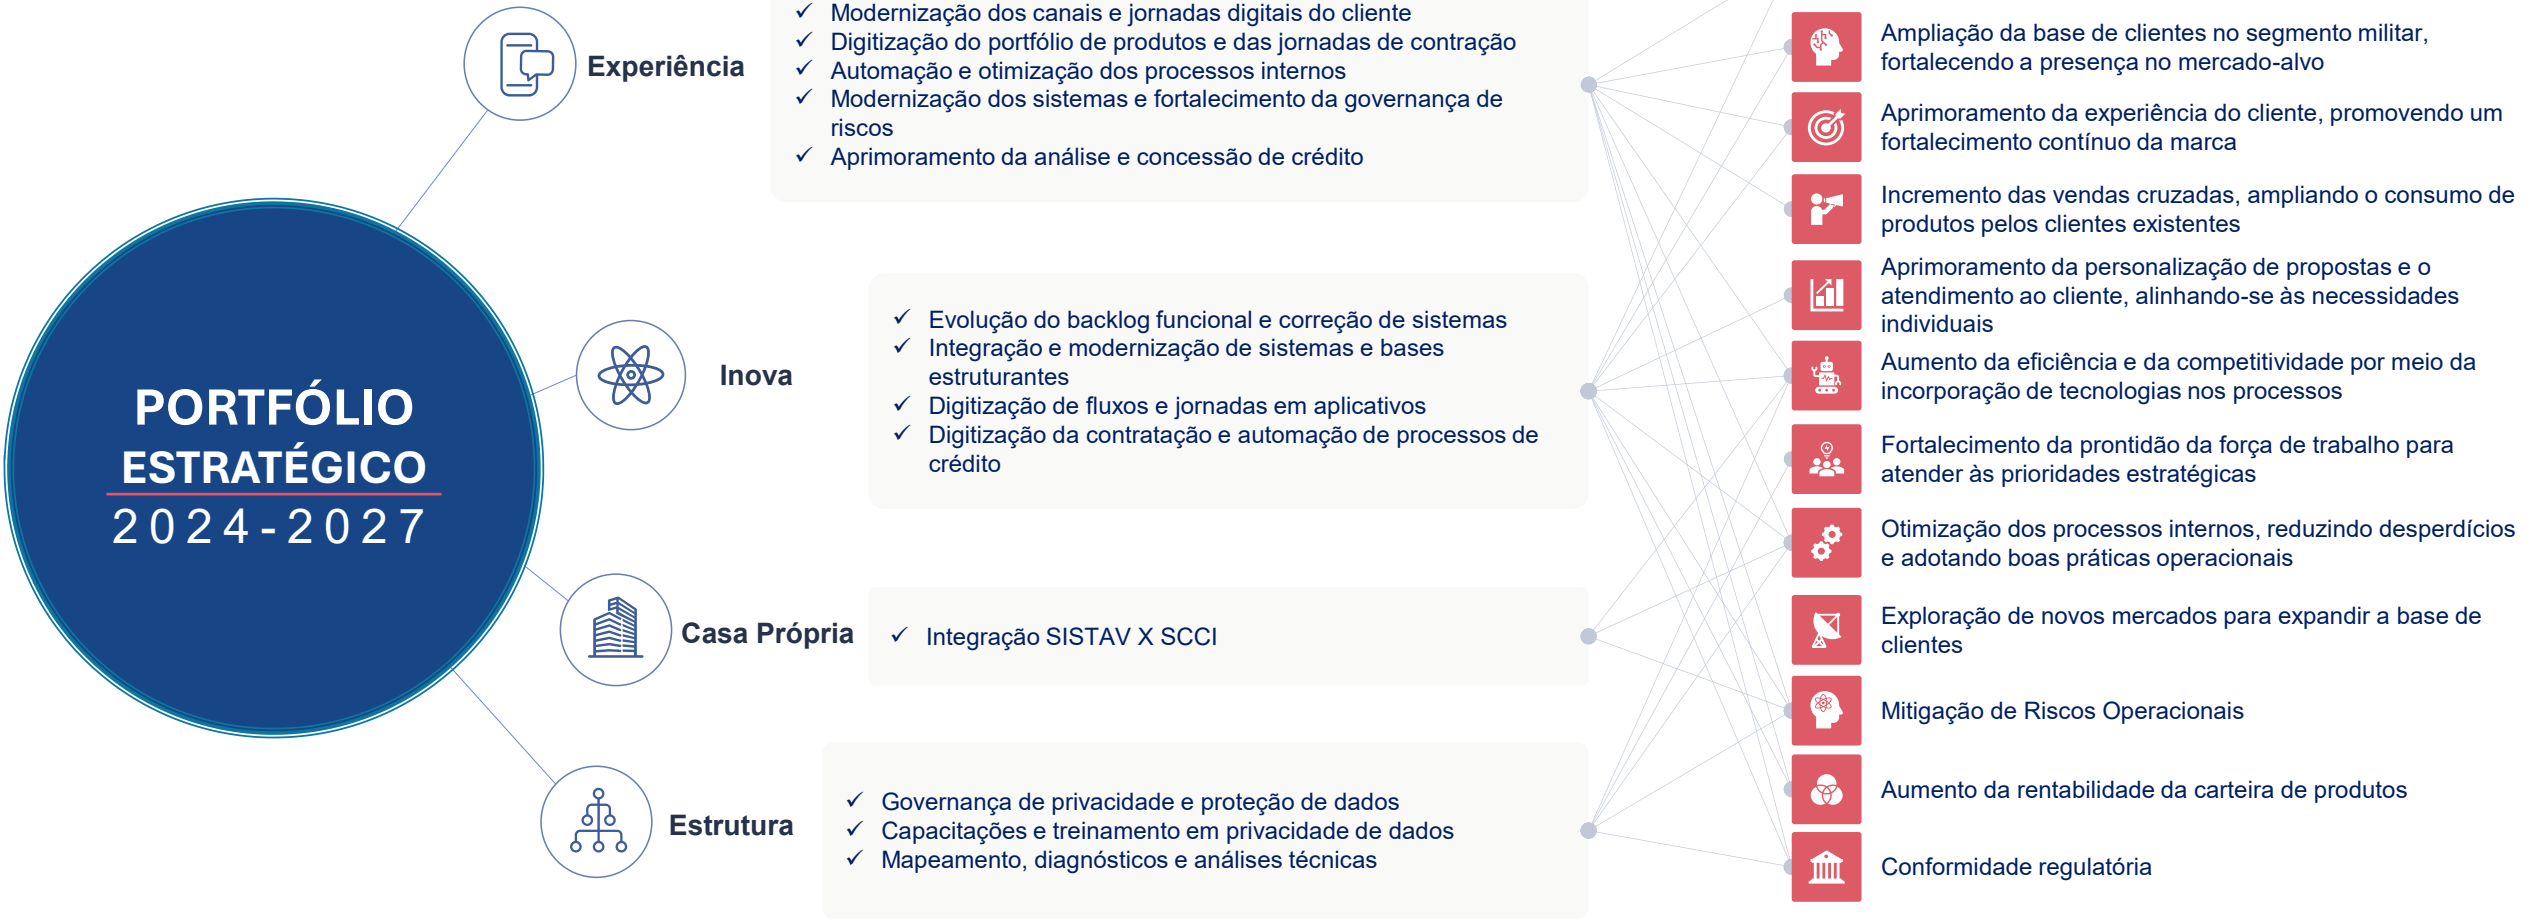 Experiência
Modernização dos canais e jornadas digitais do cliente
Digitização do portfólio de produtos e das jornadas de contração
Automação e otimização dos processos internos
Modernização dos sistemas e fortalecimento da governança de
riscos
Aprimoramento da análise e concessão de crédito
PORTFÓLIO
ESTRATÉGICO
2024-2027
Inova
Evolução do backlog funcional e correção de sistemas
Integração e modernização de sistemas e bases
estruturantes
Digitização de fluxos e jornadas em aplicativos
Digitização da contratação e automação de processos de
crédito
Casa Própria
Integração SISTAV X SCCI
Estrutura
Governança de privacidade e proteção de dados
Capacitações e treinamento em privacidade de dados
Mapeamento, diagnósticos e análises técnicas
Ampliação da base de clientes no segmento militar,
fortalecendo a presença no mercado-alvo
Aprimoramento da experiência do cliente, promovendo um
fortalecimento contínuo da marca
Incremento das vendas cruzadas, ampliando o consumo de
produtos pelos clientes existentes
Aprimoramento da personalização de propostas e o
atendimento ao cliente, alinhando-se às necessidades
individuais
Aumento da eficiência e da competitividade por meio da
incorporação de tecnologias nos processos
Fortalecimento da prontidão da força de trabalho para
atender às prioridades estratégicas
Otimização dos processos internos, reduzindo desperdícios
e adotando boas práticas operacionais
Exploração de novos mercados para expandir a base de
clientes
Mitigação de Riscos Operacionais
Aumento da rentabilidade da carteira de produtos
Conformidade regulatória